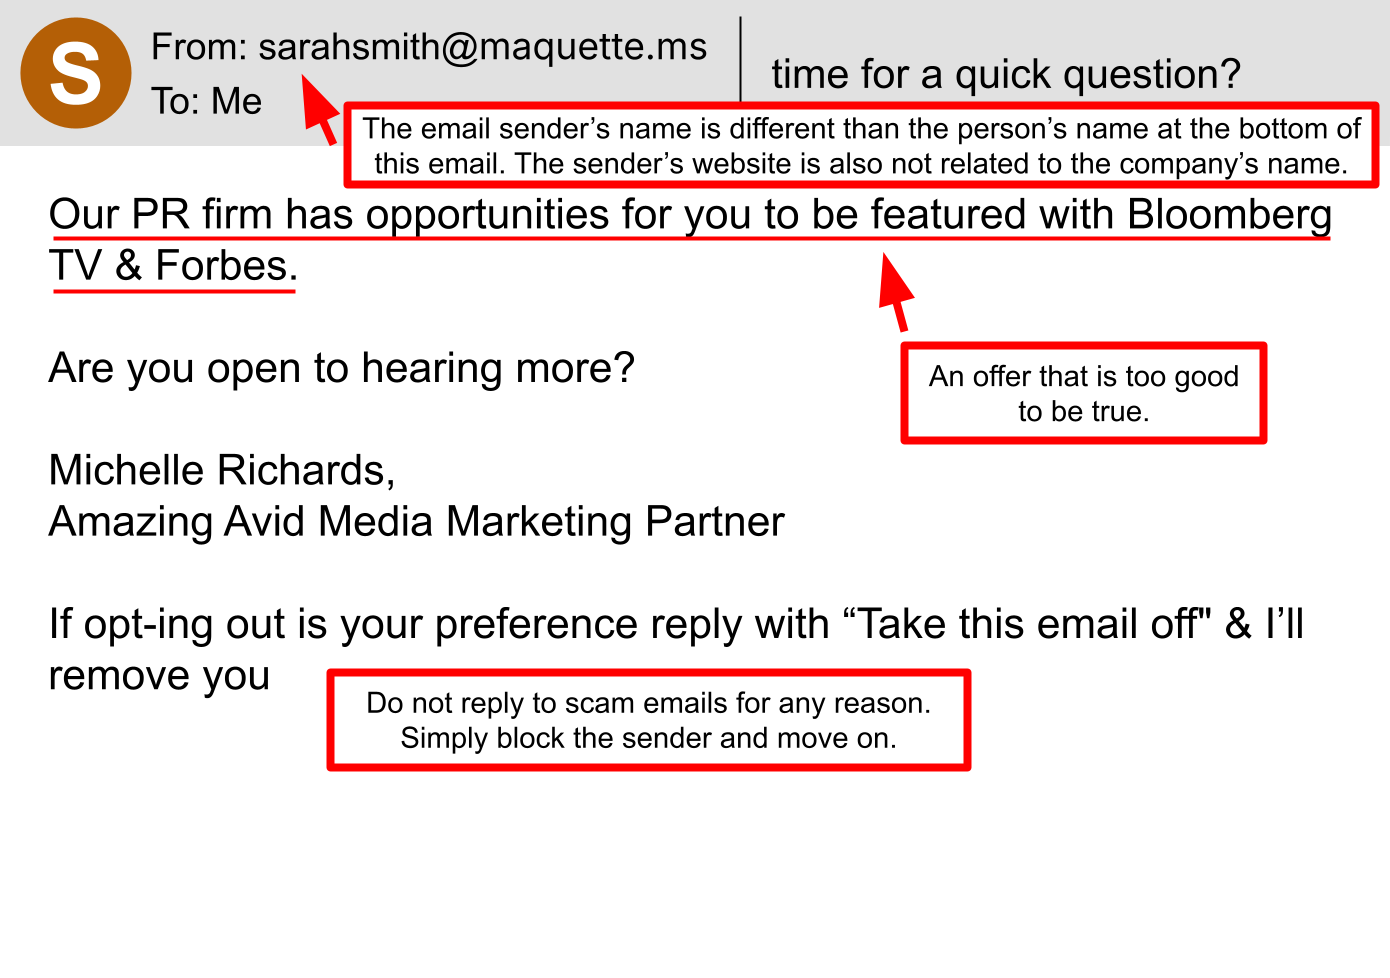 S
From: sarahsmith@maquette.ms
To: Me
time for a quick question?
The email sender’s name is different than the person’s name at the bottom of
this email. The sender’s website is also not related to the company’s name.
Our PR firm has opportunities for you to be featured with Bloomberg
TV & Forbes.
An offer that is too good
to be true.
Are you open to hearing more?
Michelle Richards,
Amazing Avid Media Marketing Partner
If opt-ing out is your preference reply with “Take this email off" & I’ll
remove you
Do not reply to scam emails for any reason.
Simply block the sender and move on.